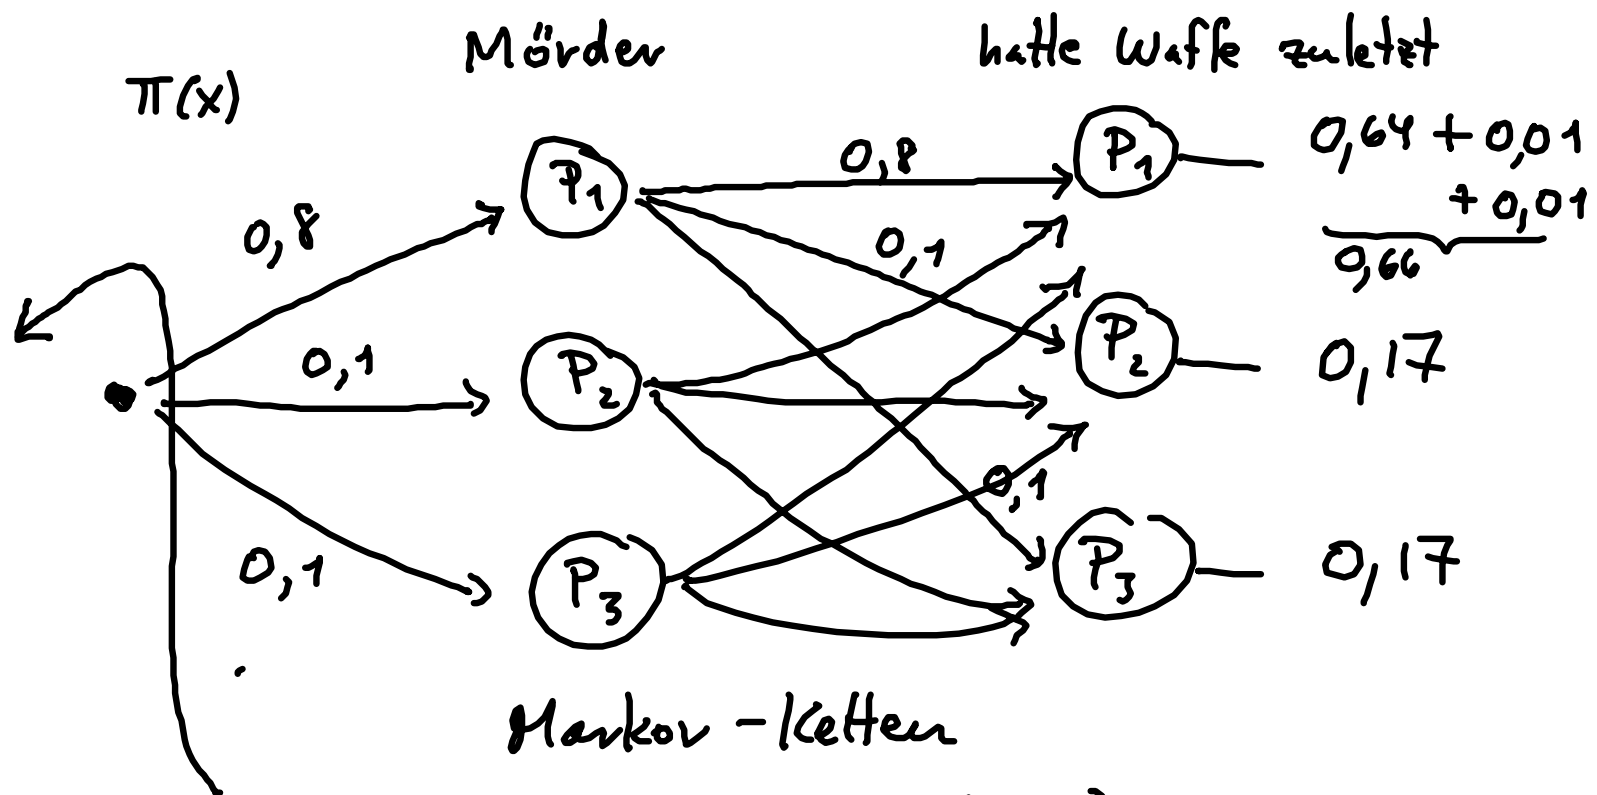 Mörder
hatte Waffe zuletzt
π(x)
0,8
0,1
0,1
P1
P2
P3
0,8
0,1
0,1
P1
P2
P3
0,64 + 0,01
+ 0,01
0,66
0,17
0,17
Markov-Ketten